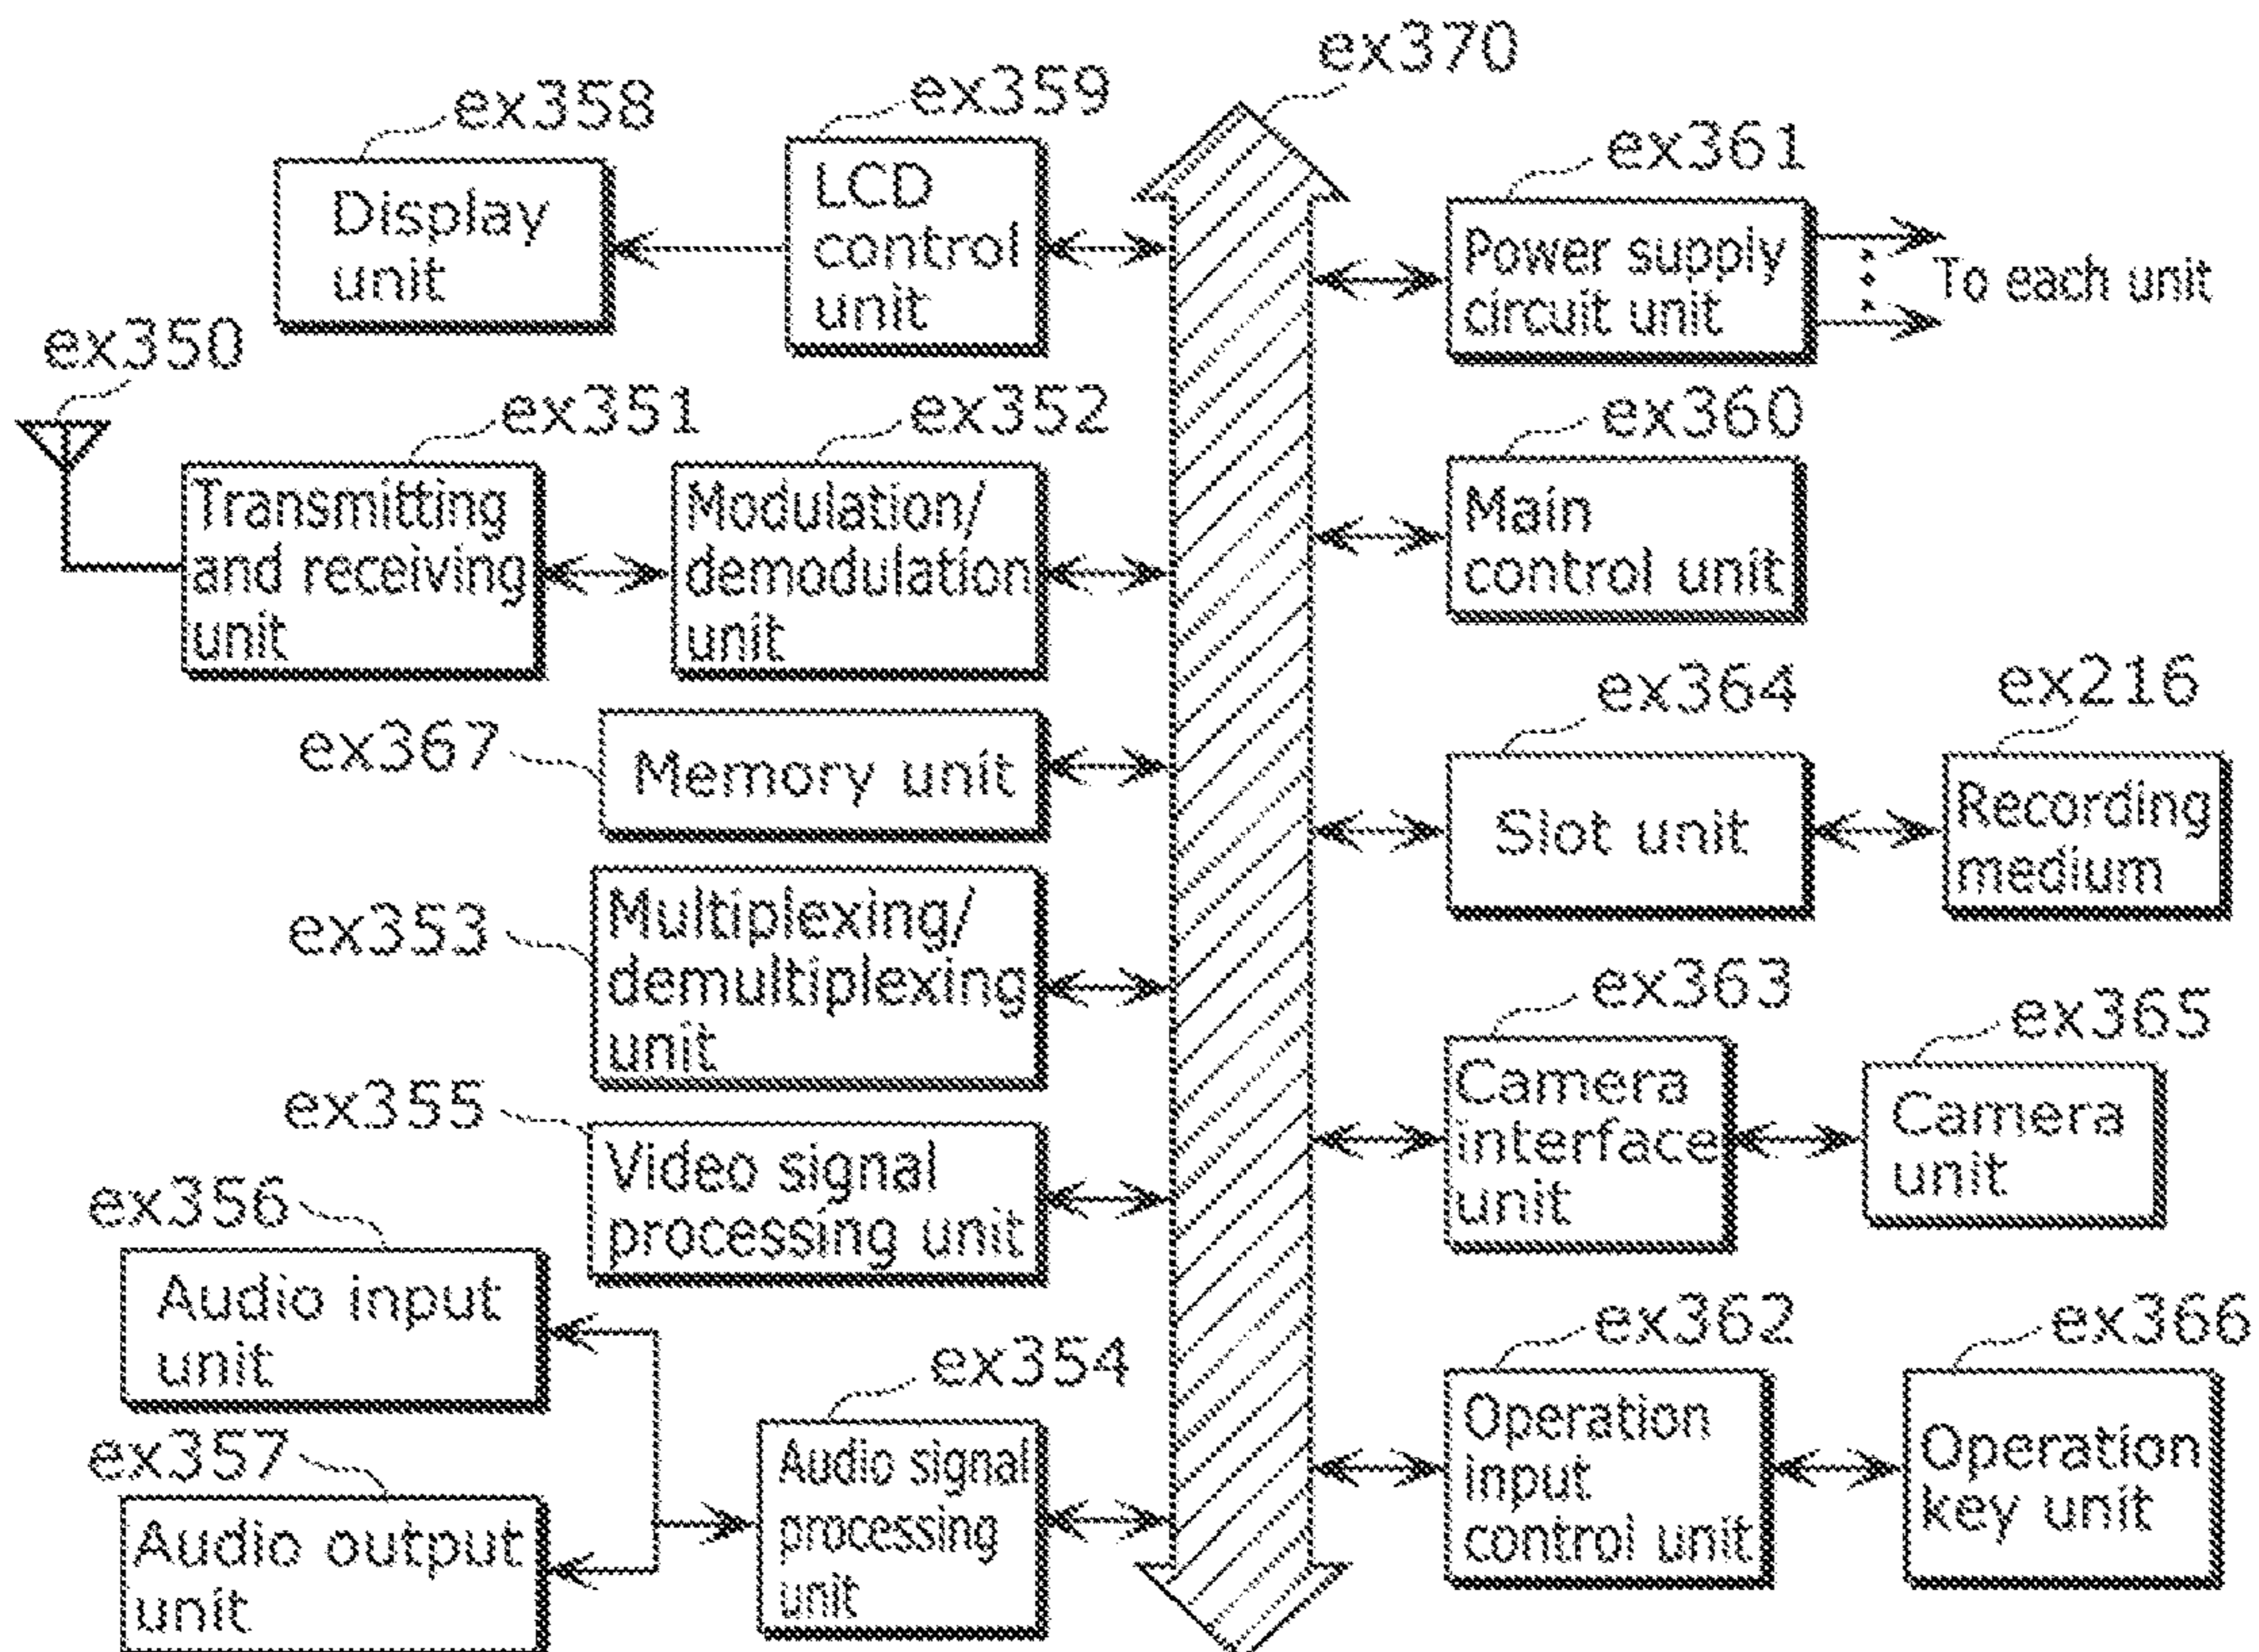 ex370
ex358
ex359
ex361
Display
unit
LCD
control
unit
Power supply
circuit unit
To each unit
ex350
ex351
ex352
ex360
Transmitting
and receiving
unit
Modulation/
demodulation
unit
Main
control unit
ex367
Memory unit
ex364
ex216
Slot unit
Recording
medium
ex353
Multiplexing/
demultiplexing
unit
ex363
ex365
Camera
interface
unit
Camera
unit
ex355
Video signal
processing unit
ex356
Audio input
unit
ex354
ex362
ex366
ex357
Audio output
unit
Audio signal
processing
unit
Operation
input
control unit
Operation
key unit